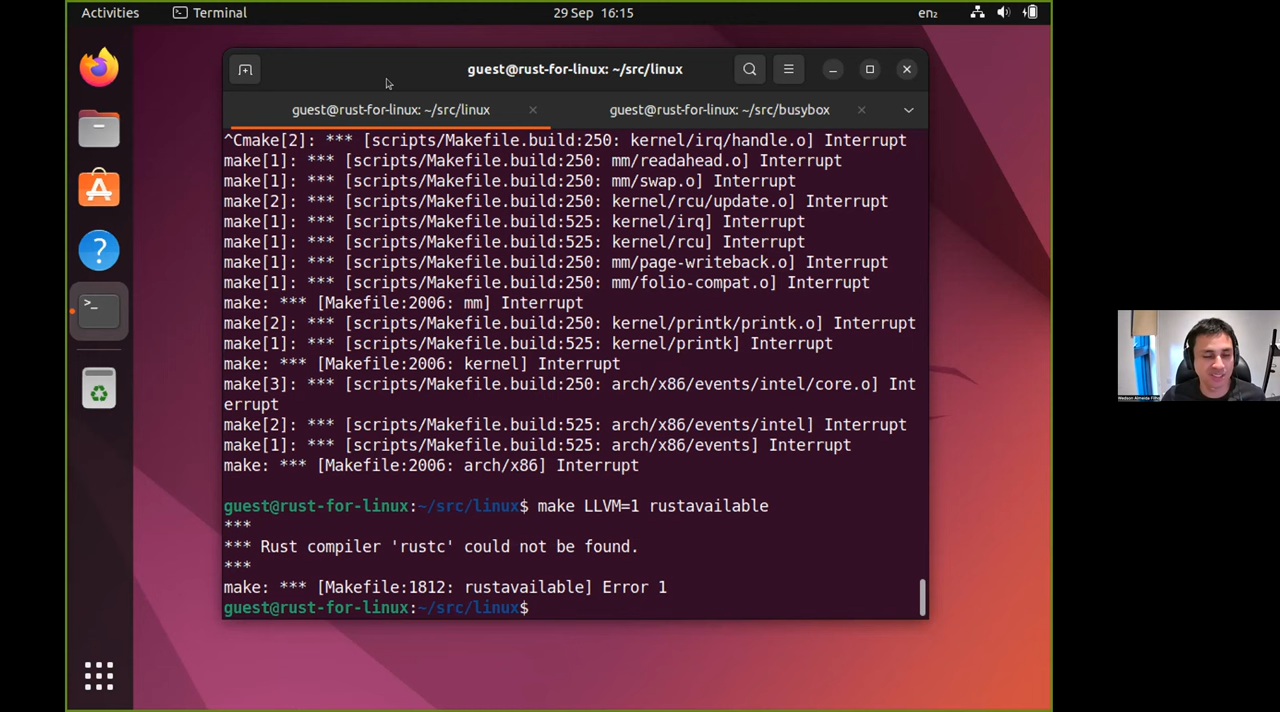 Activities
Terminal
29 Sep 16:15
en₂
guest@rust-for-linux: ~/src/linux
guest@rust-for-linux: ~/src/linux
guest@rust-for-linux: ~/src/busybox
^Cmake[2]: *** [scripts/Makefile.build:250: kernel/irq/handle.o] Interrupt
make[1]: *** [scripts/Makefile.build:250: mm/readahead.o] Interrupt
make[1]: *** [scripts/Makefile.build:250: mm/swap.o] Interrupt
make[2]: *** [scripts/Makefile.build:250: kernel/rcu/update.o] Interrupt
make[1]: *** [scripts/Makefile.build:525: kernel/irq] Interrupt
make[1]: *** [scripts/Makefile.build:525: kernel/rcu] Interrupt
make[1]: *** [scripts/Makefile.build:250: mm/page-writeback.o] Interrupt
make[1]: *** [scripts/Makefile.build:250: mm/folio-compat.o] Interrupt
make: *** [Makefile:2006: mm] Interrupt
make[2]: *** [scripts/Makefile.build:250: kernel/printk/printk.o] Interrupt
make[1]: *** [scripts/Makefile.build:525: kernel/printk] Interrupt
make: *** [Makefile:2006: kernel] Interrupt
make[3]: *** [scripts/Makefile.build:250: arch/x86/events/intel/core.o] Int
errupt
make[2]: *** [scripts/Makefile.build:525: arch/x86/events/intel] Interrupt
make[1]: *** [scripts/Makefile.build:525: arch/x86/events] Interrupt
make: *** [Makefile:2006: arch/x86] Interrupt
guest@rust-for-linux:~/src/linux$ make LLVM=1 rustavailable
***
*** Rust compiler 'rustc' could not be found.
***
make: *** [Makefile:1812: rustavailable] Error 1
guest@rust-for-linux:~/src/linux$
Wedson Almeida Filho